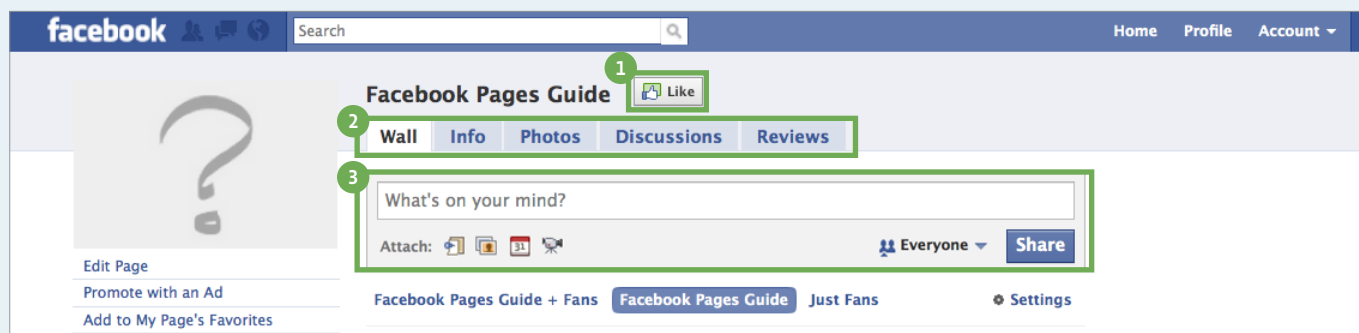 facebook Search Home Profile Account
1
Facebook Pages Guide Like
2
Wall Info Photos Discussions Reviews
3
What's on your mind?
Attach: 31 Everyone Share
Edit Page
Promote with an Ad
Add to My Page's Favorites
Facebook Pages Guide + Fans Facebook Pages Guide Just Fans Settings